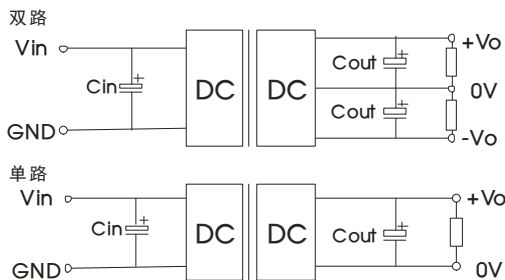 双路
Vin
+Vo
Cin
+
DC
DC
Cout
+
0V
Cout
+
GND
-Vo
单路
Vin
+Vo
Cin
+
DC
DC
Cout
+
GND
0V